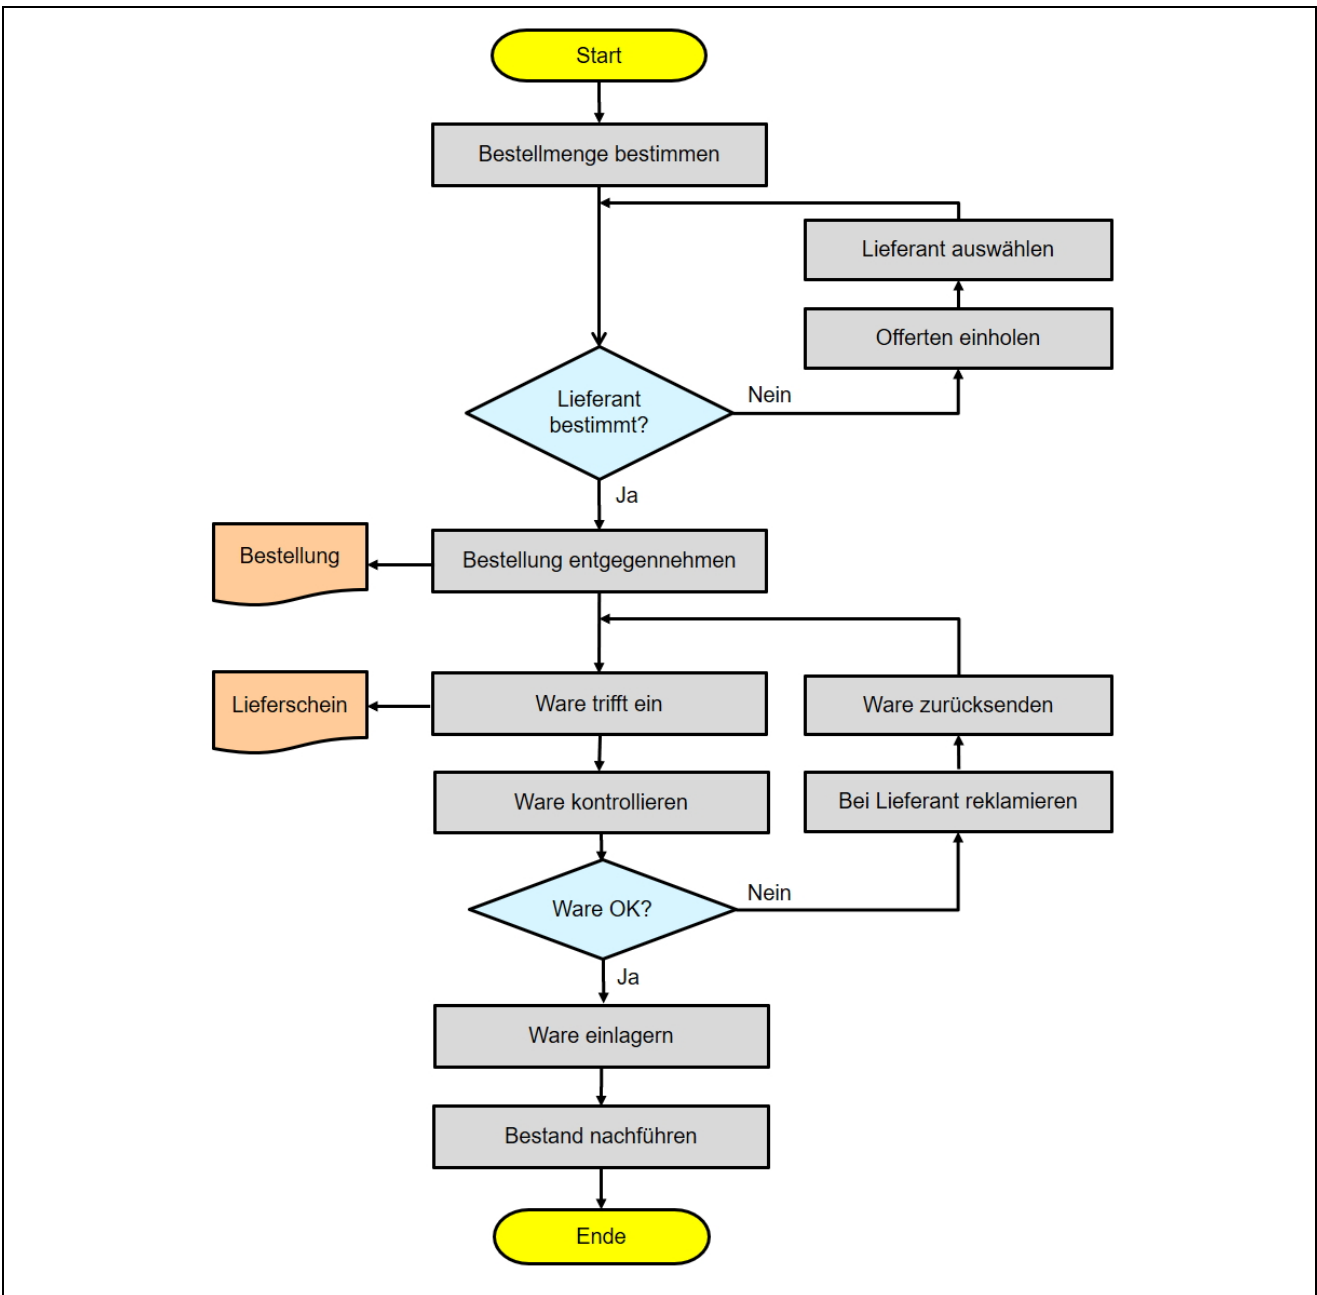 Start
Bestellmenge bestimmen
Lieferant auswählen
Offerten einholen
Lieferant
bestimmt?
Nein
Ja
Bestellung
Bestellung entgegennehmen
Lieferschein
Ware trifft ein
Ware zurücksenden
Ware kontrollieren
Bei Lieferant reklamieren
Ware OK?
Nein
Ja
Ware einlagern
Bestand nachführen
Ende